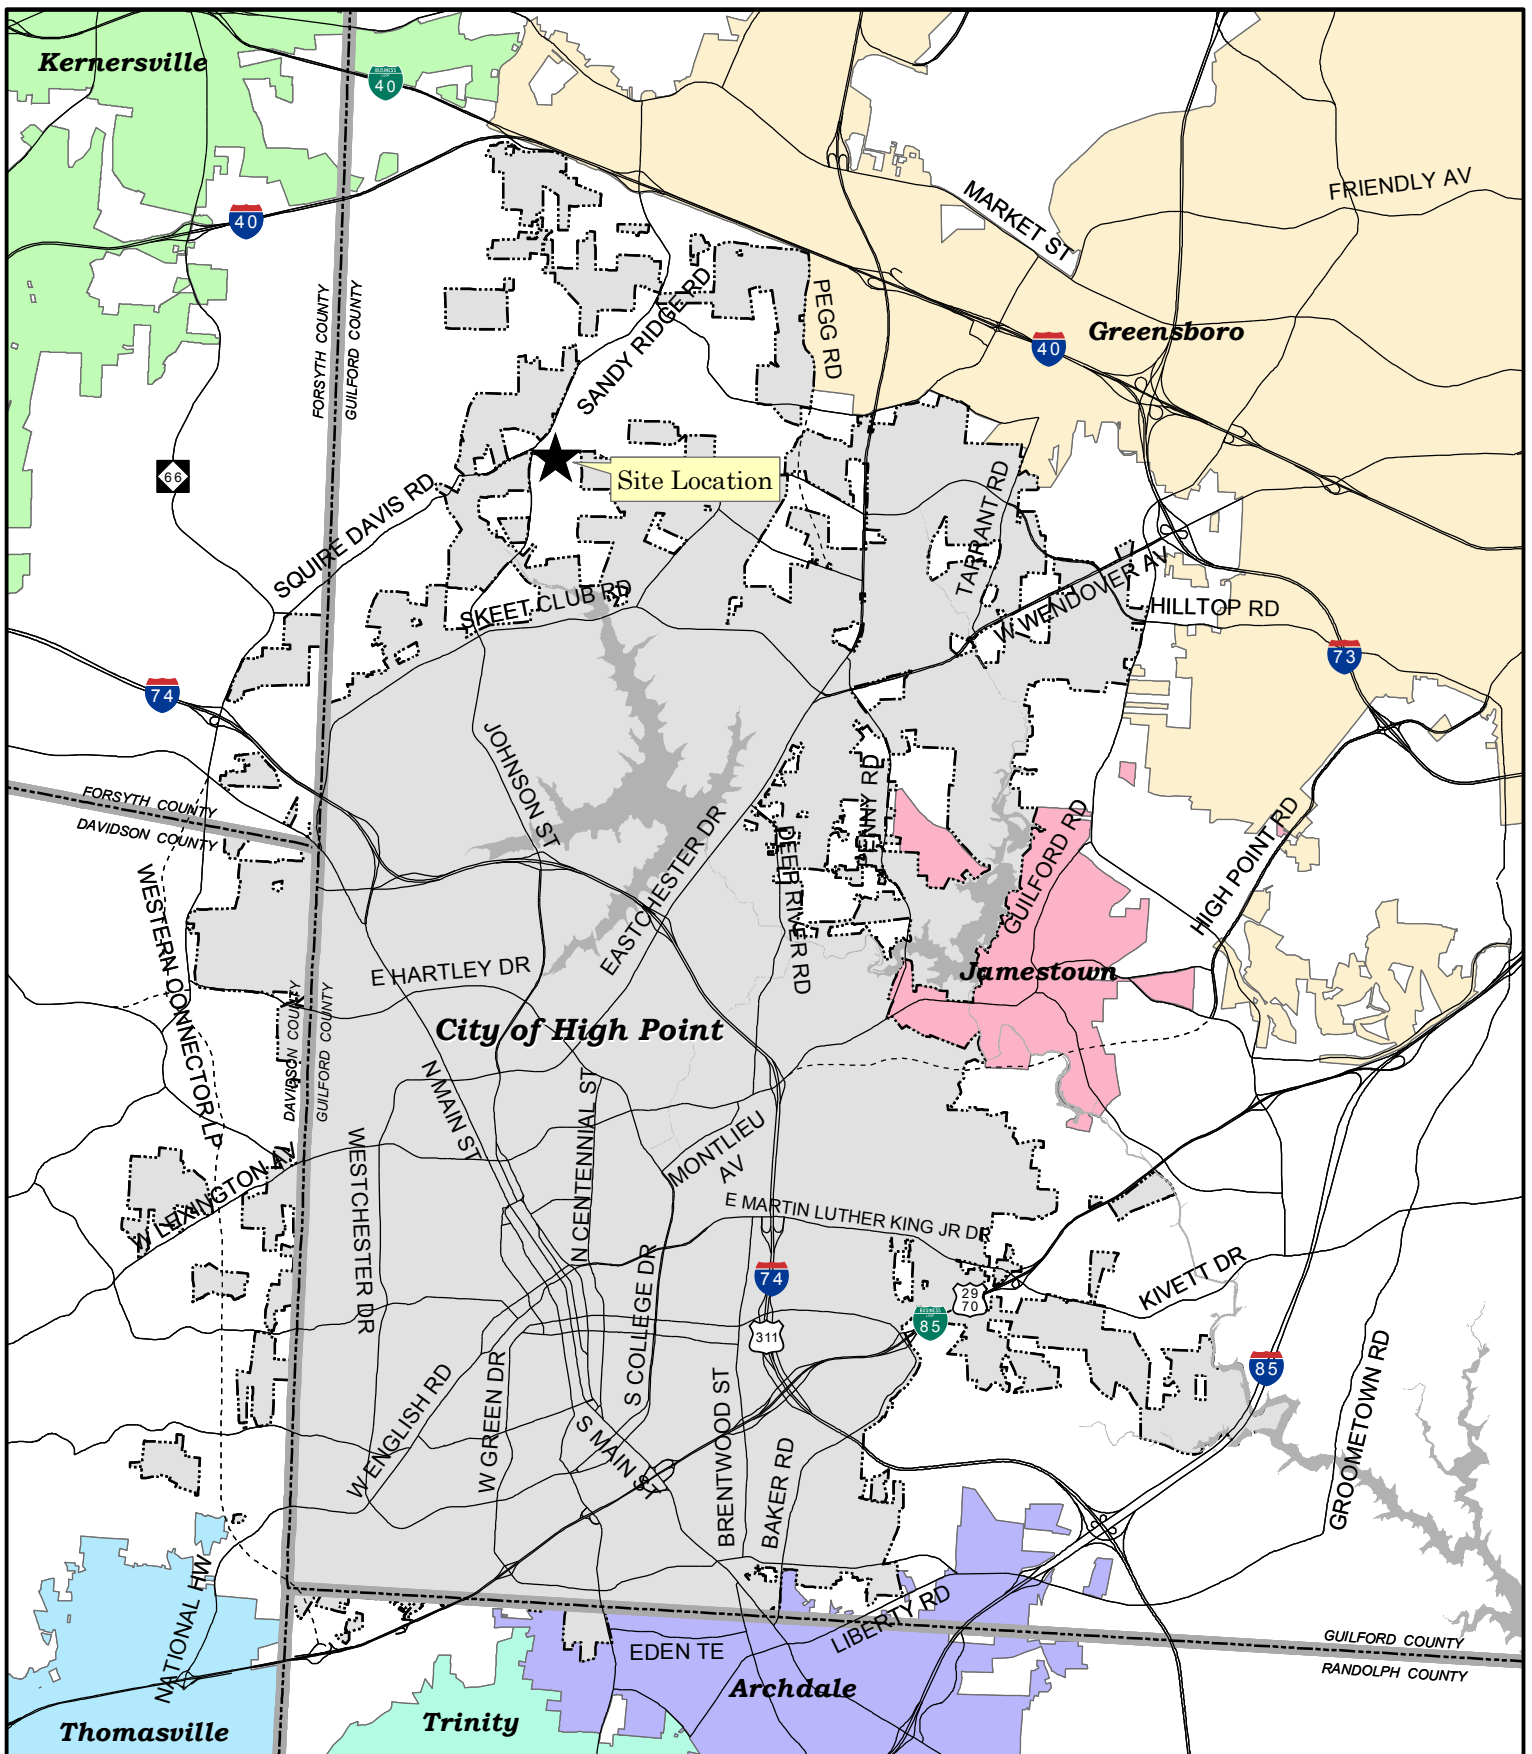 Kernersville
BUSINESS
LOOP
40
40
FRIENDLY AV
MARKET ST
FORSYTH COUNTY
GUILFORD COUNTY
SANDY RIDGE RD
PEGG RD
40
Greensboro
66
Site Location
SQUIRE DAVIS RD
TARRANT RD
SKEET CLUB RD
W WENDOVER AV
HILLTOP RD
73
74
JOHNSON ST
PENNY RD
FORSYTH COUNTY
DAVIDSON COUNTY
EASTCHESTER DR
DEEP RIVER RD
GUILFORD RD
HIGH POINT RD
WESTERN CONNECTOR LP
E HARTLEY DR
Jamestown
DAVIDSON COUNTY
GUILFORD COUNTY
City of High Point
N MAIN ST
N CENTENNIAL ST
MONTLIEU
AV
WESTCHESTER DR
W LEXINGTON AV
E MARTIN LUTHER KING JR DR
S COLLEGE DR
74
KIVETT DR
29
70
BUSINESS
LOOP
85
311
85
W ENGLISH RD
W GREEN DR
S MAIN ST
BRENTWOOD ST
BAKER RD
GROOMETOWN RD
NATIONAL HW
LIBERTY RD
EDEN TE
GUILFORD COUNTY
RANDOLPH COUNTY
Archdale
Trinity
Thomasville